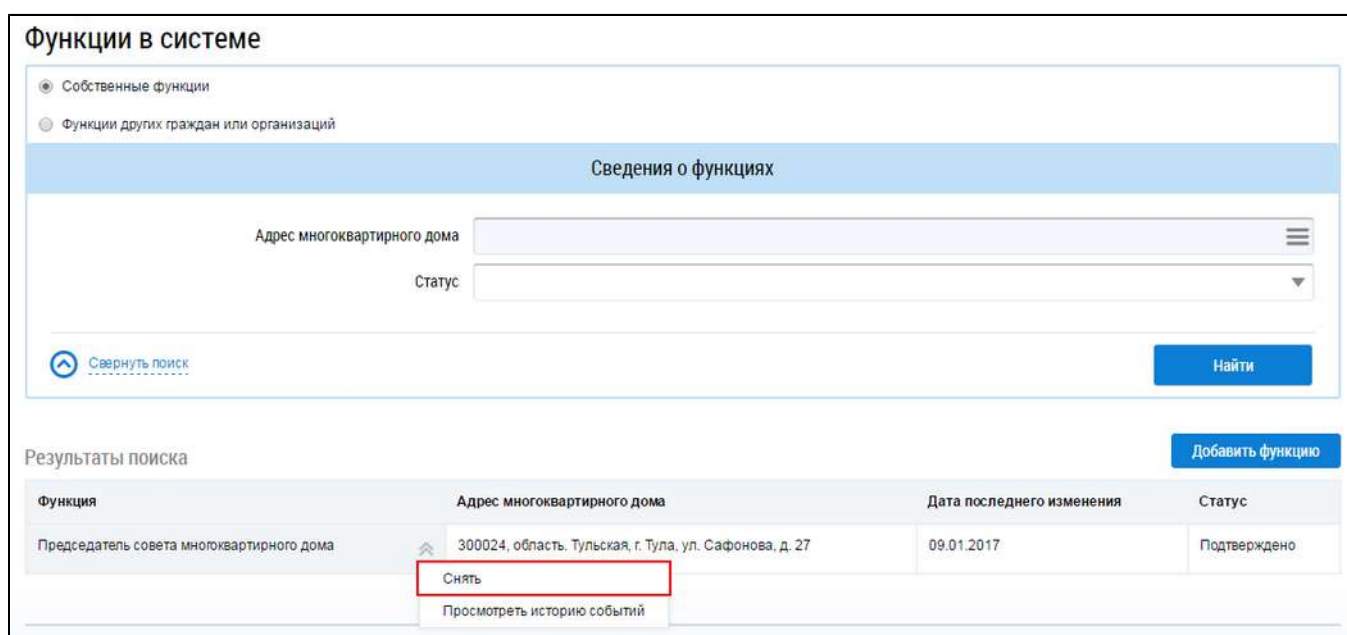 Функции в системе
Собственные функции
Функции других граждан или организаций
Сведения о функциях
Адрес многоквартирного дома
Статус
Свернуть поиск
Найти
Результаты поиска
Добавить функцию
Функция Адрес многоквартирного дома Дата последнего изменения Статус
Председатель совета многоквартирного дома 300024, область. Тульская, г. Тула, ул. Сафонова, д. 27 09.01.2017 Подтверждено
Снять
Просмотреть историю событий